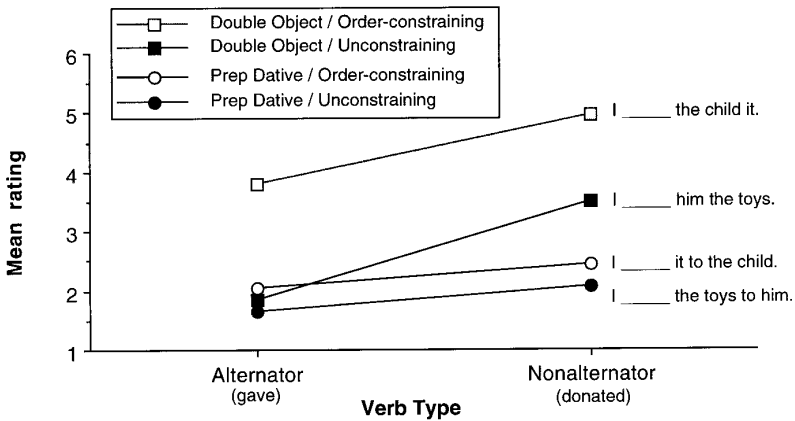 Double Object / Order-constraining
Double Object / Unconstraining
Prep Dative / Order-constraining
Prep Dative / Unconstraining
6
5
4
3
2
1
Mean rating
I _____ the child it.
I _____ him the toys.
I _____ it to the child.
I _____ the toys to him.
Alternator
(gave)
Nonalternator
(donated)
Verb Type